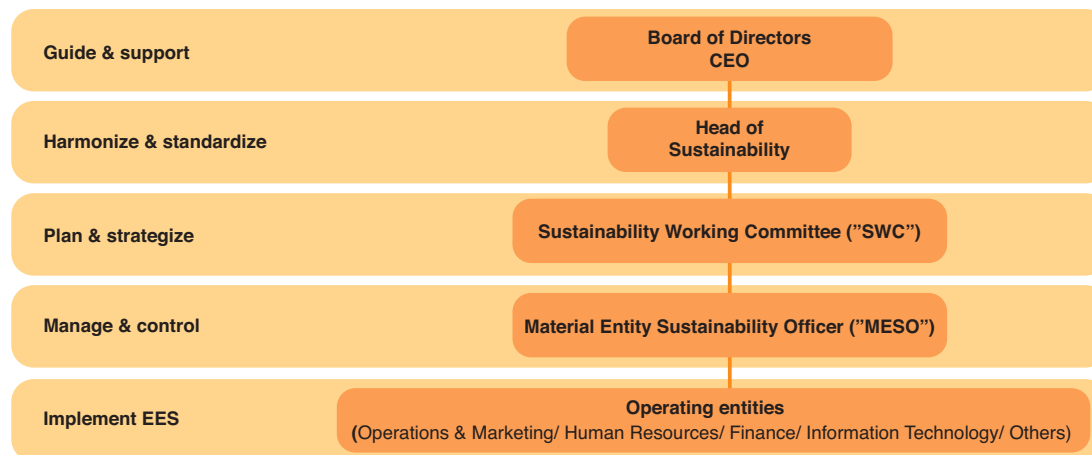 Guide & support
Board of Directors
CEO
Harmonize & standardize
Head of
Sustainability
Plan & strategize
Sustainability Working Committee (”SWC”)
Manage & control
Material Entity Sustainability Officer (”MESO”)
Implement EES
Operating entities
(Operations & Marketing/ Human Resources/ Finance/ Information Technology/ Others)